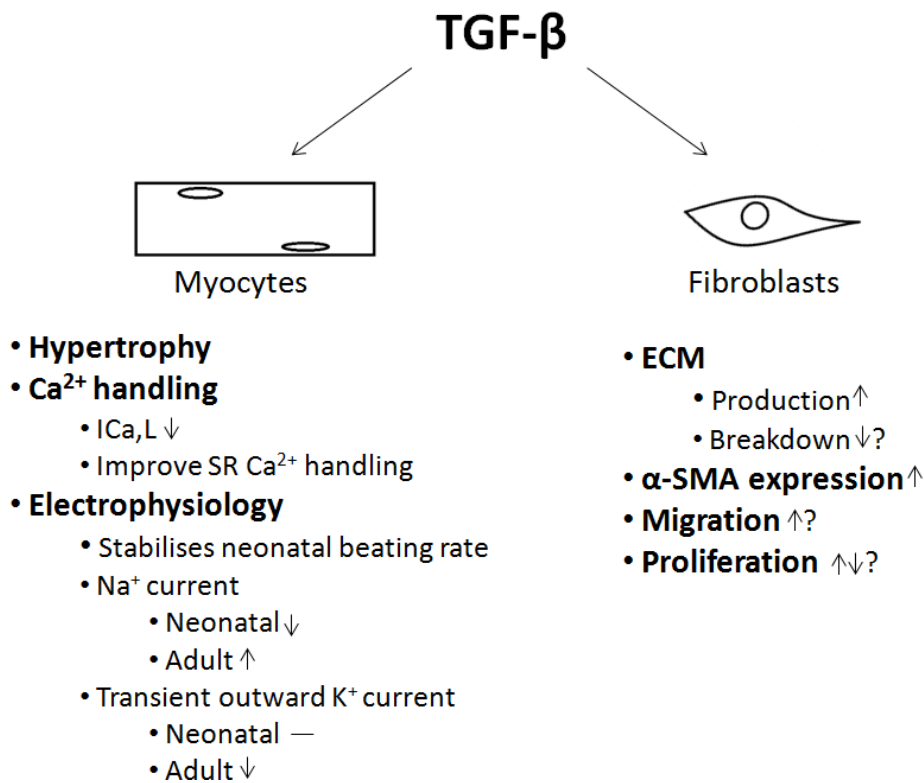 TGF-β
Myocytes
• Hypertrophy
• Ca²⁺ handling
• ICa,L ↓
• Improve SR Ca²⁺ handling
• Electrophysiology
• Stabilises neonatal beating rate
• Na⁺ current
• Neonatal ↓
• Adult ↑
• Transient outward K⁺ current
• Neonatal —
• Adult ↓
Fibroblasts
• ECM
• Production ↑
• Breakdown ↓?
• α-SMA expression ↑
• Migration ↑?
• Proliferation ↑↓?